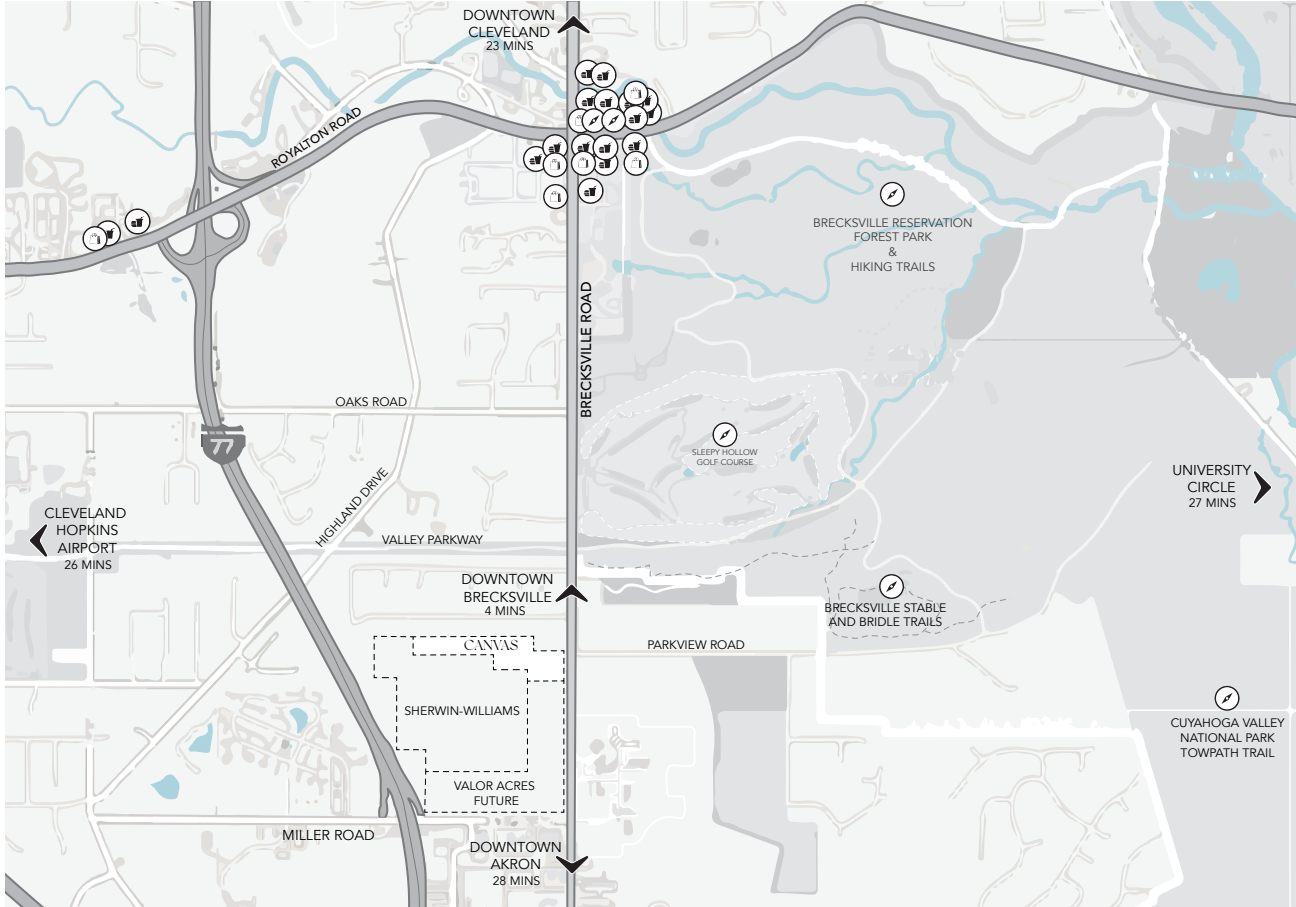 DOWNTOWN
CLEVELAND
23 MINS
ROYALTON ROAD
BRECKSVILLE RESERVATION
FOREST PARK
&
HIKING TRAILS
BRECKSVILLE ROAD
OAKS ROAD
77
SLEEPY HOLLOW
GOLF COURSE
UNIVERSITY
CIRCLE
27 MINS
HIGHLAND DRIVE
CLEVELAND
HOPKINS
AIRPORT
26 MINS
VALLEY PARKWAY
DOWNTOWN
BRECKSVILLE
4 MINS
BRECKSVILLE STABLE
AND BRIDLE TRAILS
CANVAS
PARKVIEW ROAD
SHERWIN-WILLIAMS
CUYAHOGA VALLEY
NATIONAL PARK
TOWPATH TRAIL
VALOR ACRES
FUTURE
MILLER ROAD
DOWNTOWN
AKRON
28 MINS